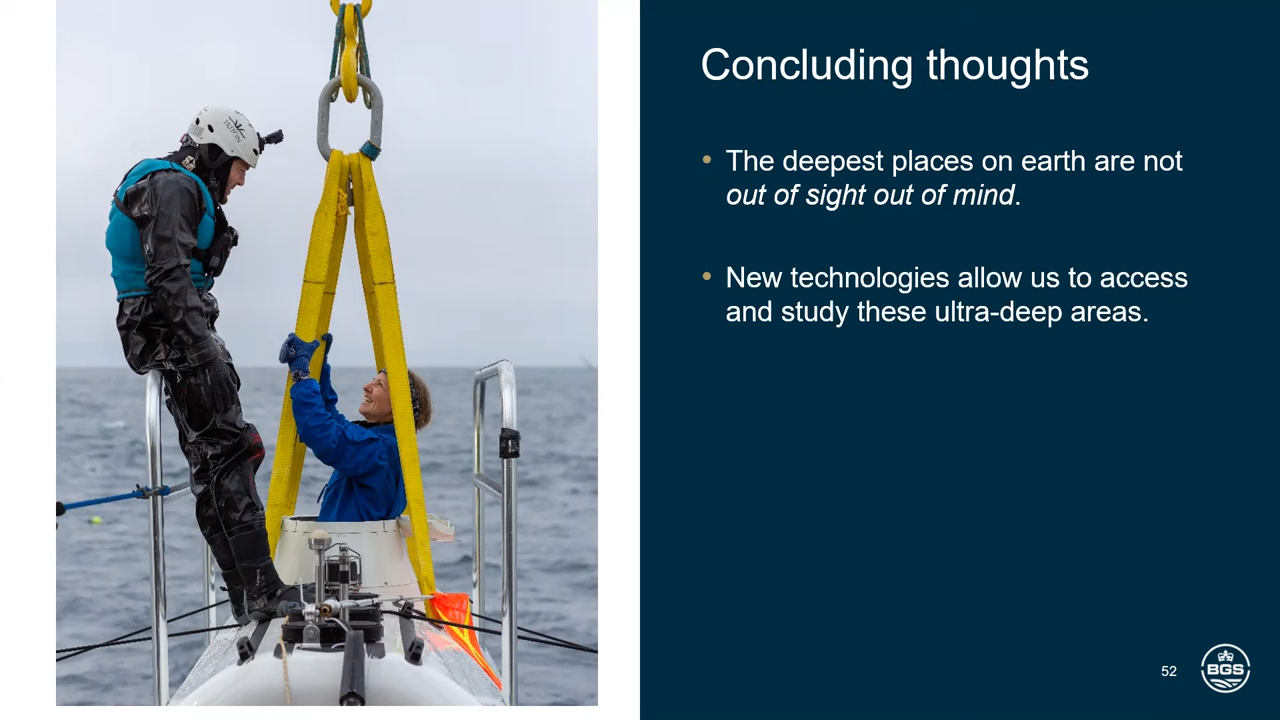 Concluding thoughts
• The deepest places on earth are not
out of sight out of mind.
• New technologies allow us to access
and study these ultra-deep areas.
52
BGS
TRITON